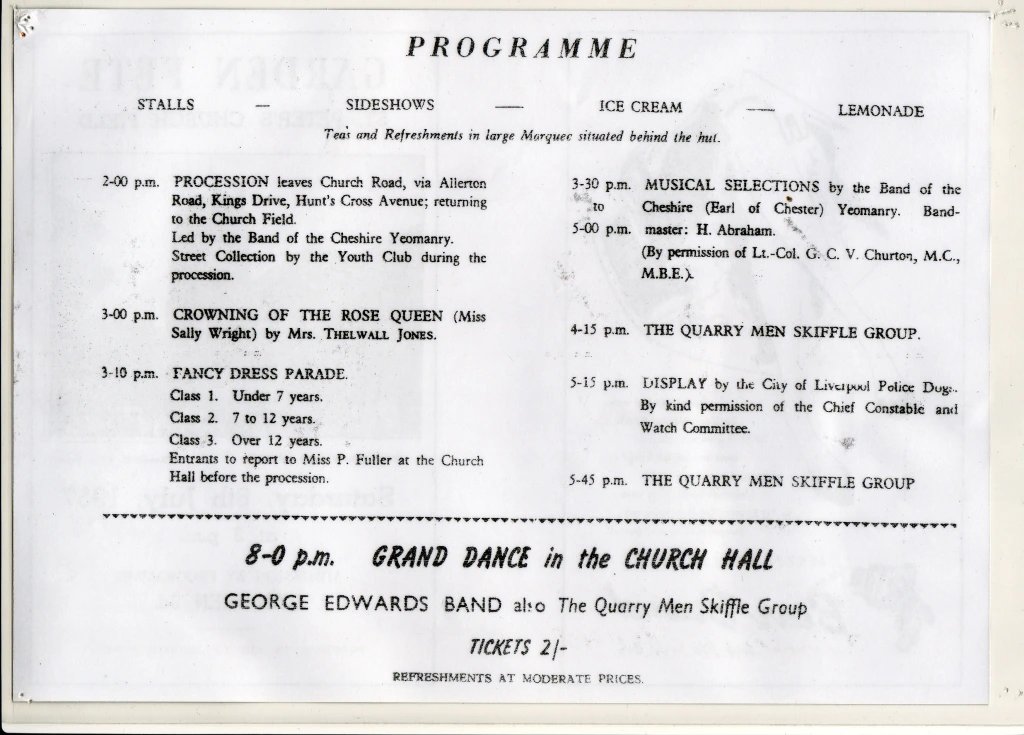 PROGRAMME
STALLS — SIDESHOWS — ICE CREAM — LEMONADE
Teas and Refreshments in large Marquee situated behind the hut.
2-00 p.m. PROCESSION leaves Church Road, via Allerton
Road, Kings Drive, Hunt's Cross Avenue; returning
to the Church Field.
Led by the Band of the Cheshire Yeomanry.
Street Collection by the Youth Club during the
procession.
3-00 p.m. CROWNING OF THE ROSE QUEEN (Miss
Sally Wright) by Mrs. THELWALL JONES.
3-10 p.m. FANCY DRESS PARADE.
Class 1. Under 7 years.
Class 2. 7 to 12 years.
Class 3. Over 12 years.
Entrants to report to Miss P. Fuller at the Church
Hall before the procession.
3-30 p.m. MUSICAL SELECTIONS by the Band of the
to Cheshire (Earl of Chester) Yeomanry. Band-
5-00 p.m. master: H. Abraham.
(By permission of Lt.-Col. G. C. V. Churton, M.C.,
M.B.E.).
4-15 p.m. THE QUARRY MEN SKIFFLE GROUP.
5-15 p.m. DISPLAY by the City of Liverpool Police Dogs.
By kind permission of the Chief Constable and
Watch Committee.
5-45 p.m. THE QUARRY MEN SKIFFLE GROUP
8-0 p.m. GRAND DANCE in the CHURCH HALL
GEORGE EDWARDS BAND also The Quarry Men Skiffle Group
TICKETS 2/-
REFRESHMENTS AT MODERATE PRICES.